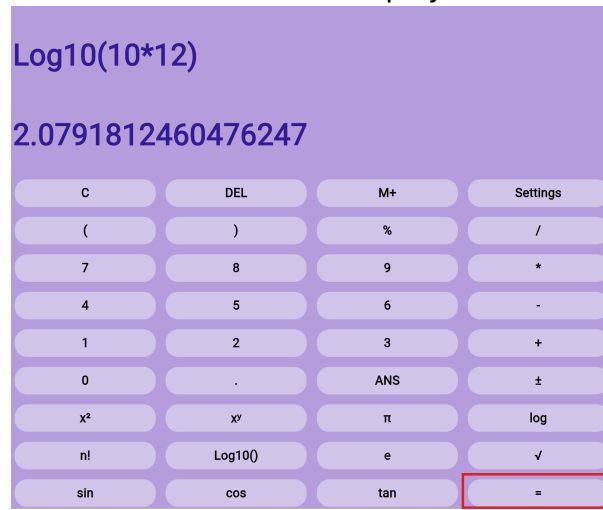 Log10(10*12)
2.0791812460476247
C DEL M+ Settings
( ) % /
7 8 9 *
4 5 6 -
1 2 3 +
0 . ANS ±
x² xʸ π log
n! Log10() e √
sin cos tan =